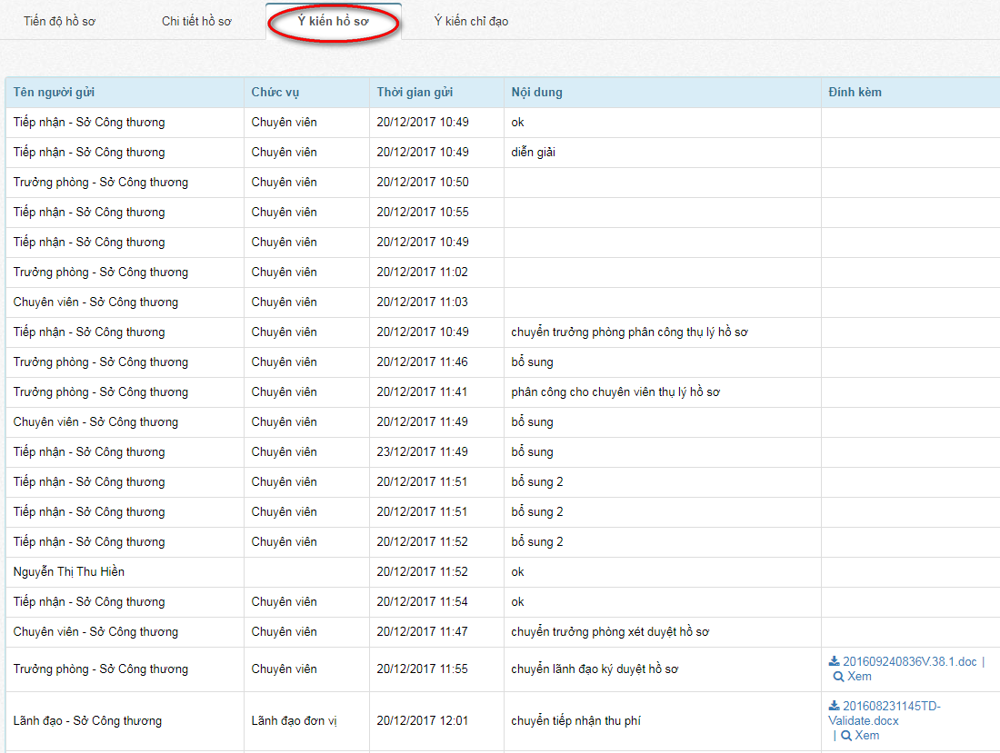 Tiến độ hồ sơ Chi tiết hồ sơ Ý kiến hồ sơ Ý kiến chỉ đạo
Tên người gửi Chức vụ Thời gian gửi Nội dung Đính kèm
Tiếp nhận - Sở Công thương Chuyên viên 20/12/2017 10:49 ok
Tiếp nhận - Sở Công thương Chuyên viên 20/12/2017 10:49 diễn giải
Trưởng phòng - Sở Công thương Chuyên viên 20/12/2017 10:50
Tiếp nhận - Sở Công thương Chuyên viên 20/12/2017 10:55
Tiếp nhận - Sở Công thương Chuyên viên 20/12/2017 10:49
Trưởng phòng - Sở Công thương Chuyên viên 20/12/2017 11:02
Chuyên viên - Sở Công thương Chuyên viên 20/12/2017 11:03
Tiếp nhận - Sở Công thương Chuyên viên 20/12/2017 10:49 chuyển trưởng phòng phân công thụ lý hồ sơ
Trưởng phòng - Sở Công thương Chuyên viên 20/12/2017 11:46 bổ sung
Trưởng phòng - Sở Công thương Chuyên viên 20/12/2017 11:41 phân công cho chuyên viên thụ lý hồ sơ
Chuyên viên - Sở Công thương Chuyên viên 20/12/2017 11:49 bổ sung
Tiếp nhận - Sở Công thương Chuyên viên 23/12/2017 11:49 bổ sung
Tiếp nhận - Sở Công thương Chuyên viên 20/12/2017 11:51 bổ sung 2
Tiếp nhận - Sở Công thương Chuyên viên 20/12/2017 11:51 bổ sung 2
Tiếp nhận - Sở Công thương Chuyên viên 20/12/2017 11:52 bổ sung 2
Nguyễn Thị Thu Hiền 20/12/2017 11:52 ok
Tiếp nhận - Sở Công thương Chuyên viên 20/12/2017 11:54 ok
Chuyên viên - Sở Công thương Chuyên viên 20/12/2017 11:47 chuyển trưởng phòng xét duyệt hồ sơ
Trưởng phòng - Sở Công thương Chuyên viên 20/12/2017 11:55 chuyển lãnh đạo ký duyệt hồ sơ 201609240836V.38.1.doc |
Xem
Lãnh đạo - Sở Công thương Lãnh đạo đơn vị 20/12/2017 12:01 chuyển tiếp nhận thu phí 201608231145TD-
Validate.docx
| Xem